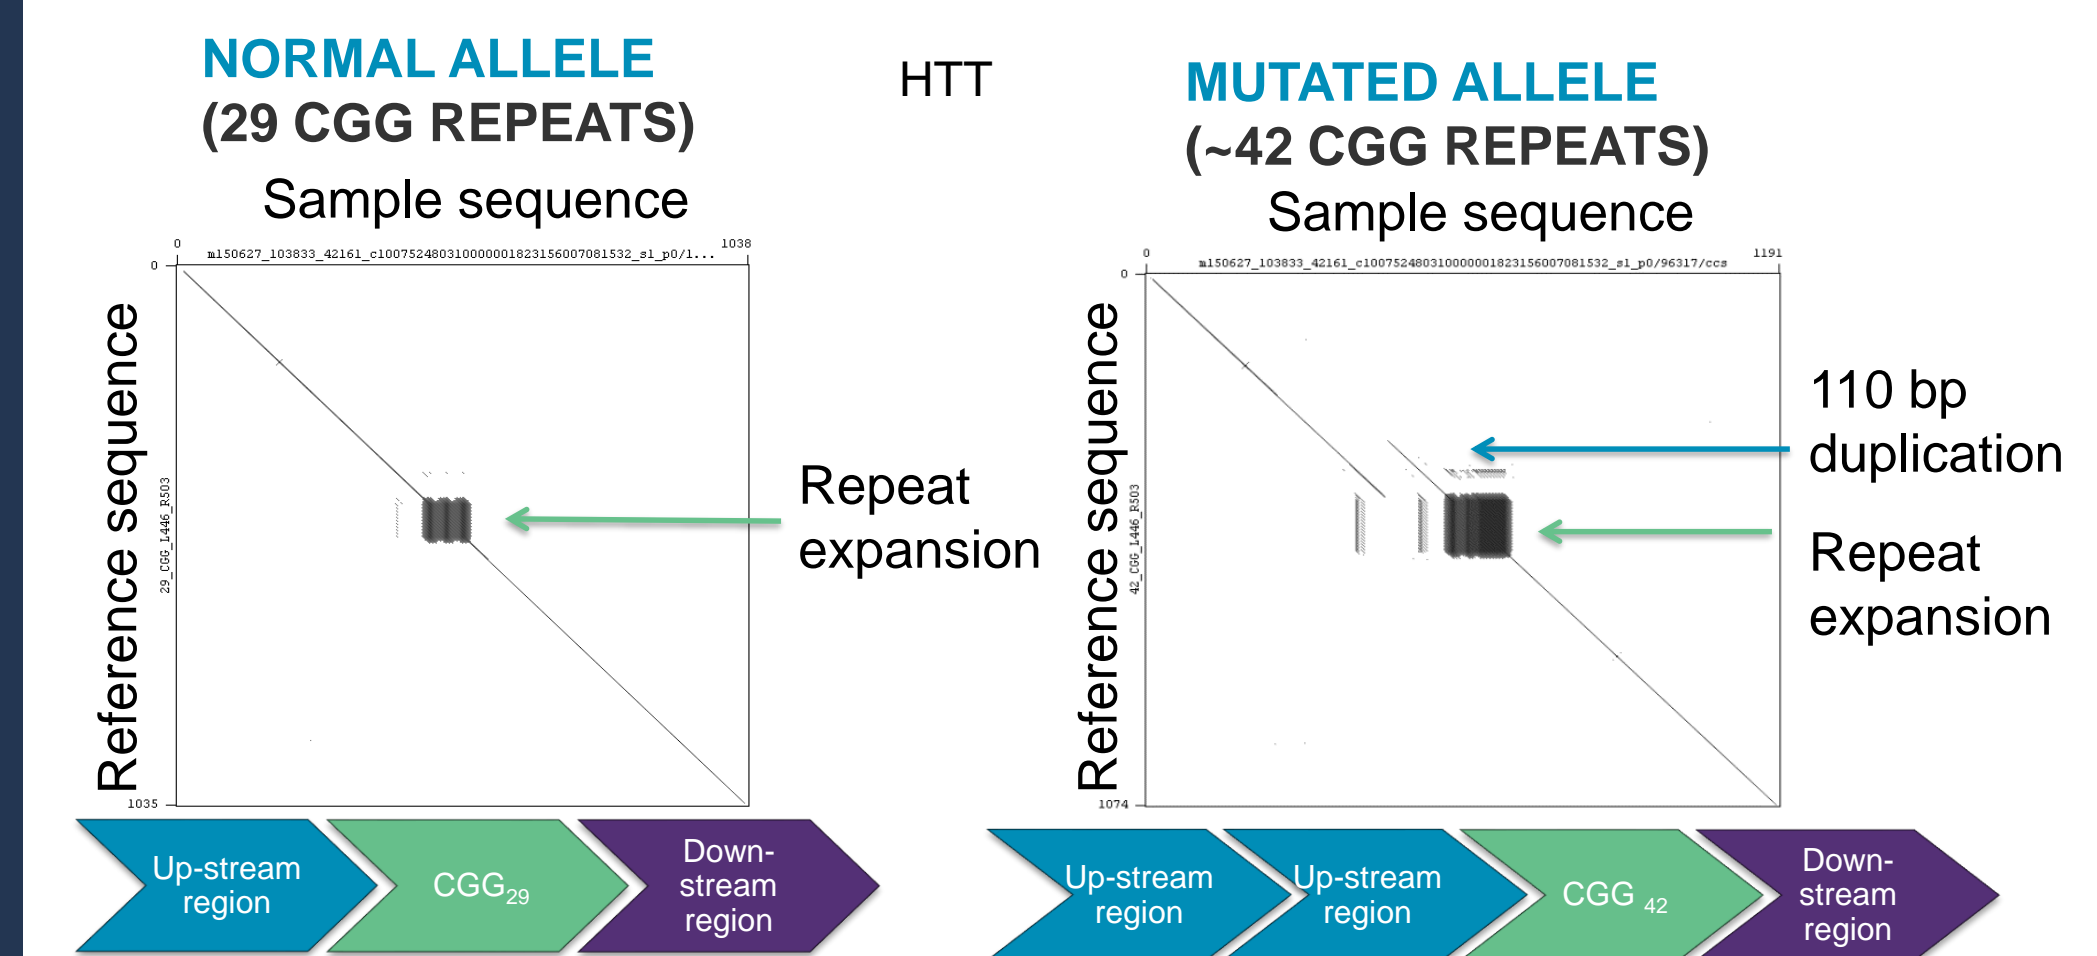 NORMAL ALLELE
(29 CGG REPEATS)
Sample sequence
0
1038
m150627_103833_42161_c100752480310000001823156007081532_s1_p0/1...
0
Reference sequence
29_CGG_L446_R503
1035
Repeat
expansion
Up-stream
region
CGG29
Down-
stream
region
HTT
MUTATED ALLELE
(~42 CGG REPEATS)
Sample sequence
0
1191
m150627_103833_42161_c100752480310000001823156007081532_s1_p0/96317/ccs
0
Reference sequence
42_CGG_L446_R503
1074
110 bp
duplication
Repeat
expansion
Up-stream
region
Up-stream
region
CGG 42
Down-
stream
region